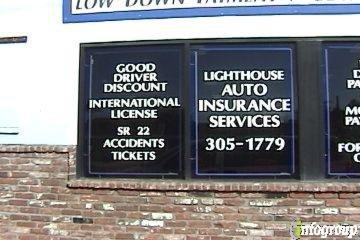 LOW DOWN PAYMENT
GOOD
DRIVER
DISCOUNT
INTERNATIONAL
LICENSE
SR 22
ACCIDENTS
TICKETS
LIGHTHOUSE
AUTO
INSURANCE
SERVICES
305-1779
FOR
infogroup